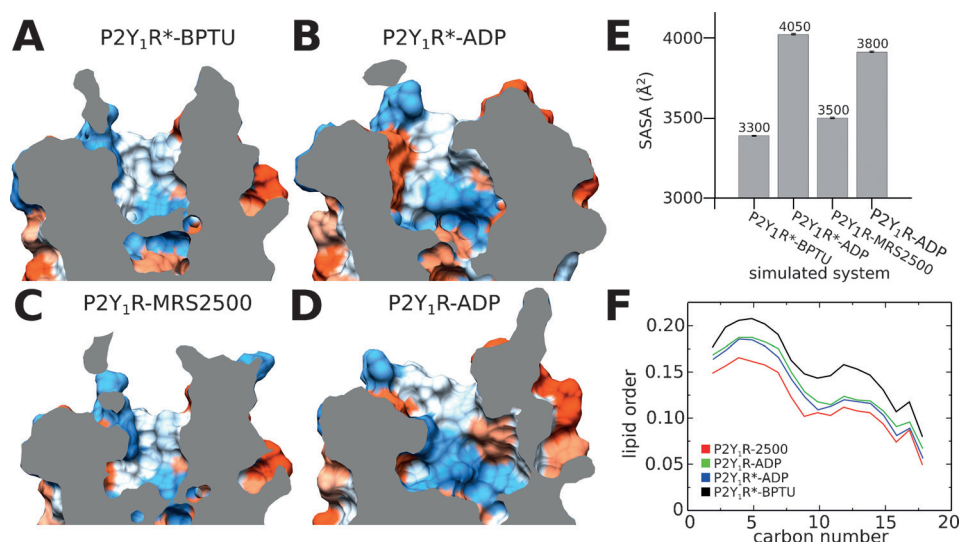 A P2Y₁R*-BPTU
B P2Y₁R*-ADP
C P2Y₁R-MRS2500
D P2Y₁R-ADP
E
SASA (Å²)
4000
3500
3000
3300
4050
3500
3800
P2Y₁R*-BPTU
P2Y₁R*-ADP
P2Y₁R-MRS2500
P2Y₁R-ADP
simulated system
F
lipid order
0.20
0.15
0.10
0.05
P2Y₁R-2500
P2Y₁R-ADP
P2Y₁R*-ADP
P2Y₁R*-BPTU
0 5 10 15 20
carbon number